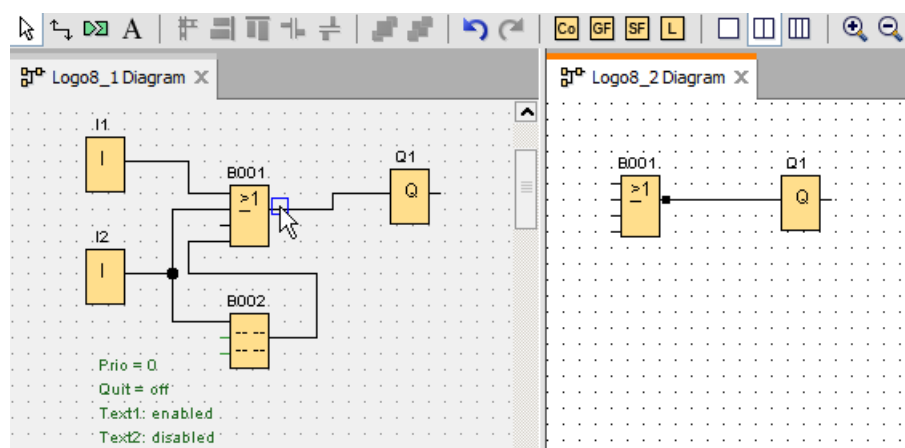 A Co GF SF L
Logo8_1 Diagram
Logo8_2 Diagram
I1
I
B001
≥1
Q1
Q
I2
I
B002
Prio = 0
Quit = off
Text1: enabled
Text2: disabled
B001
≥1
Q1
Q